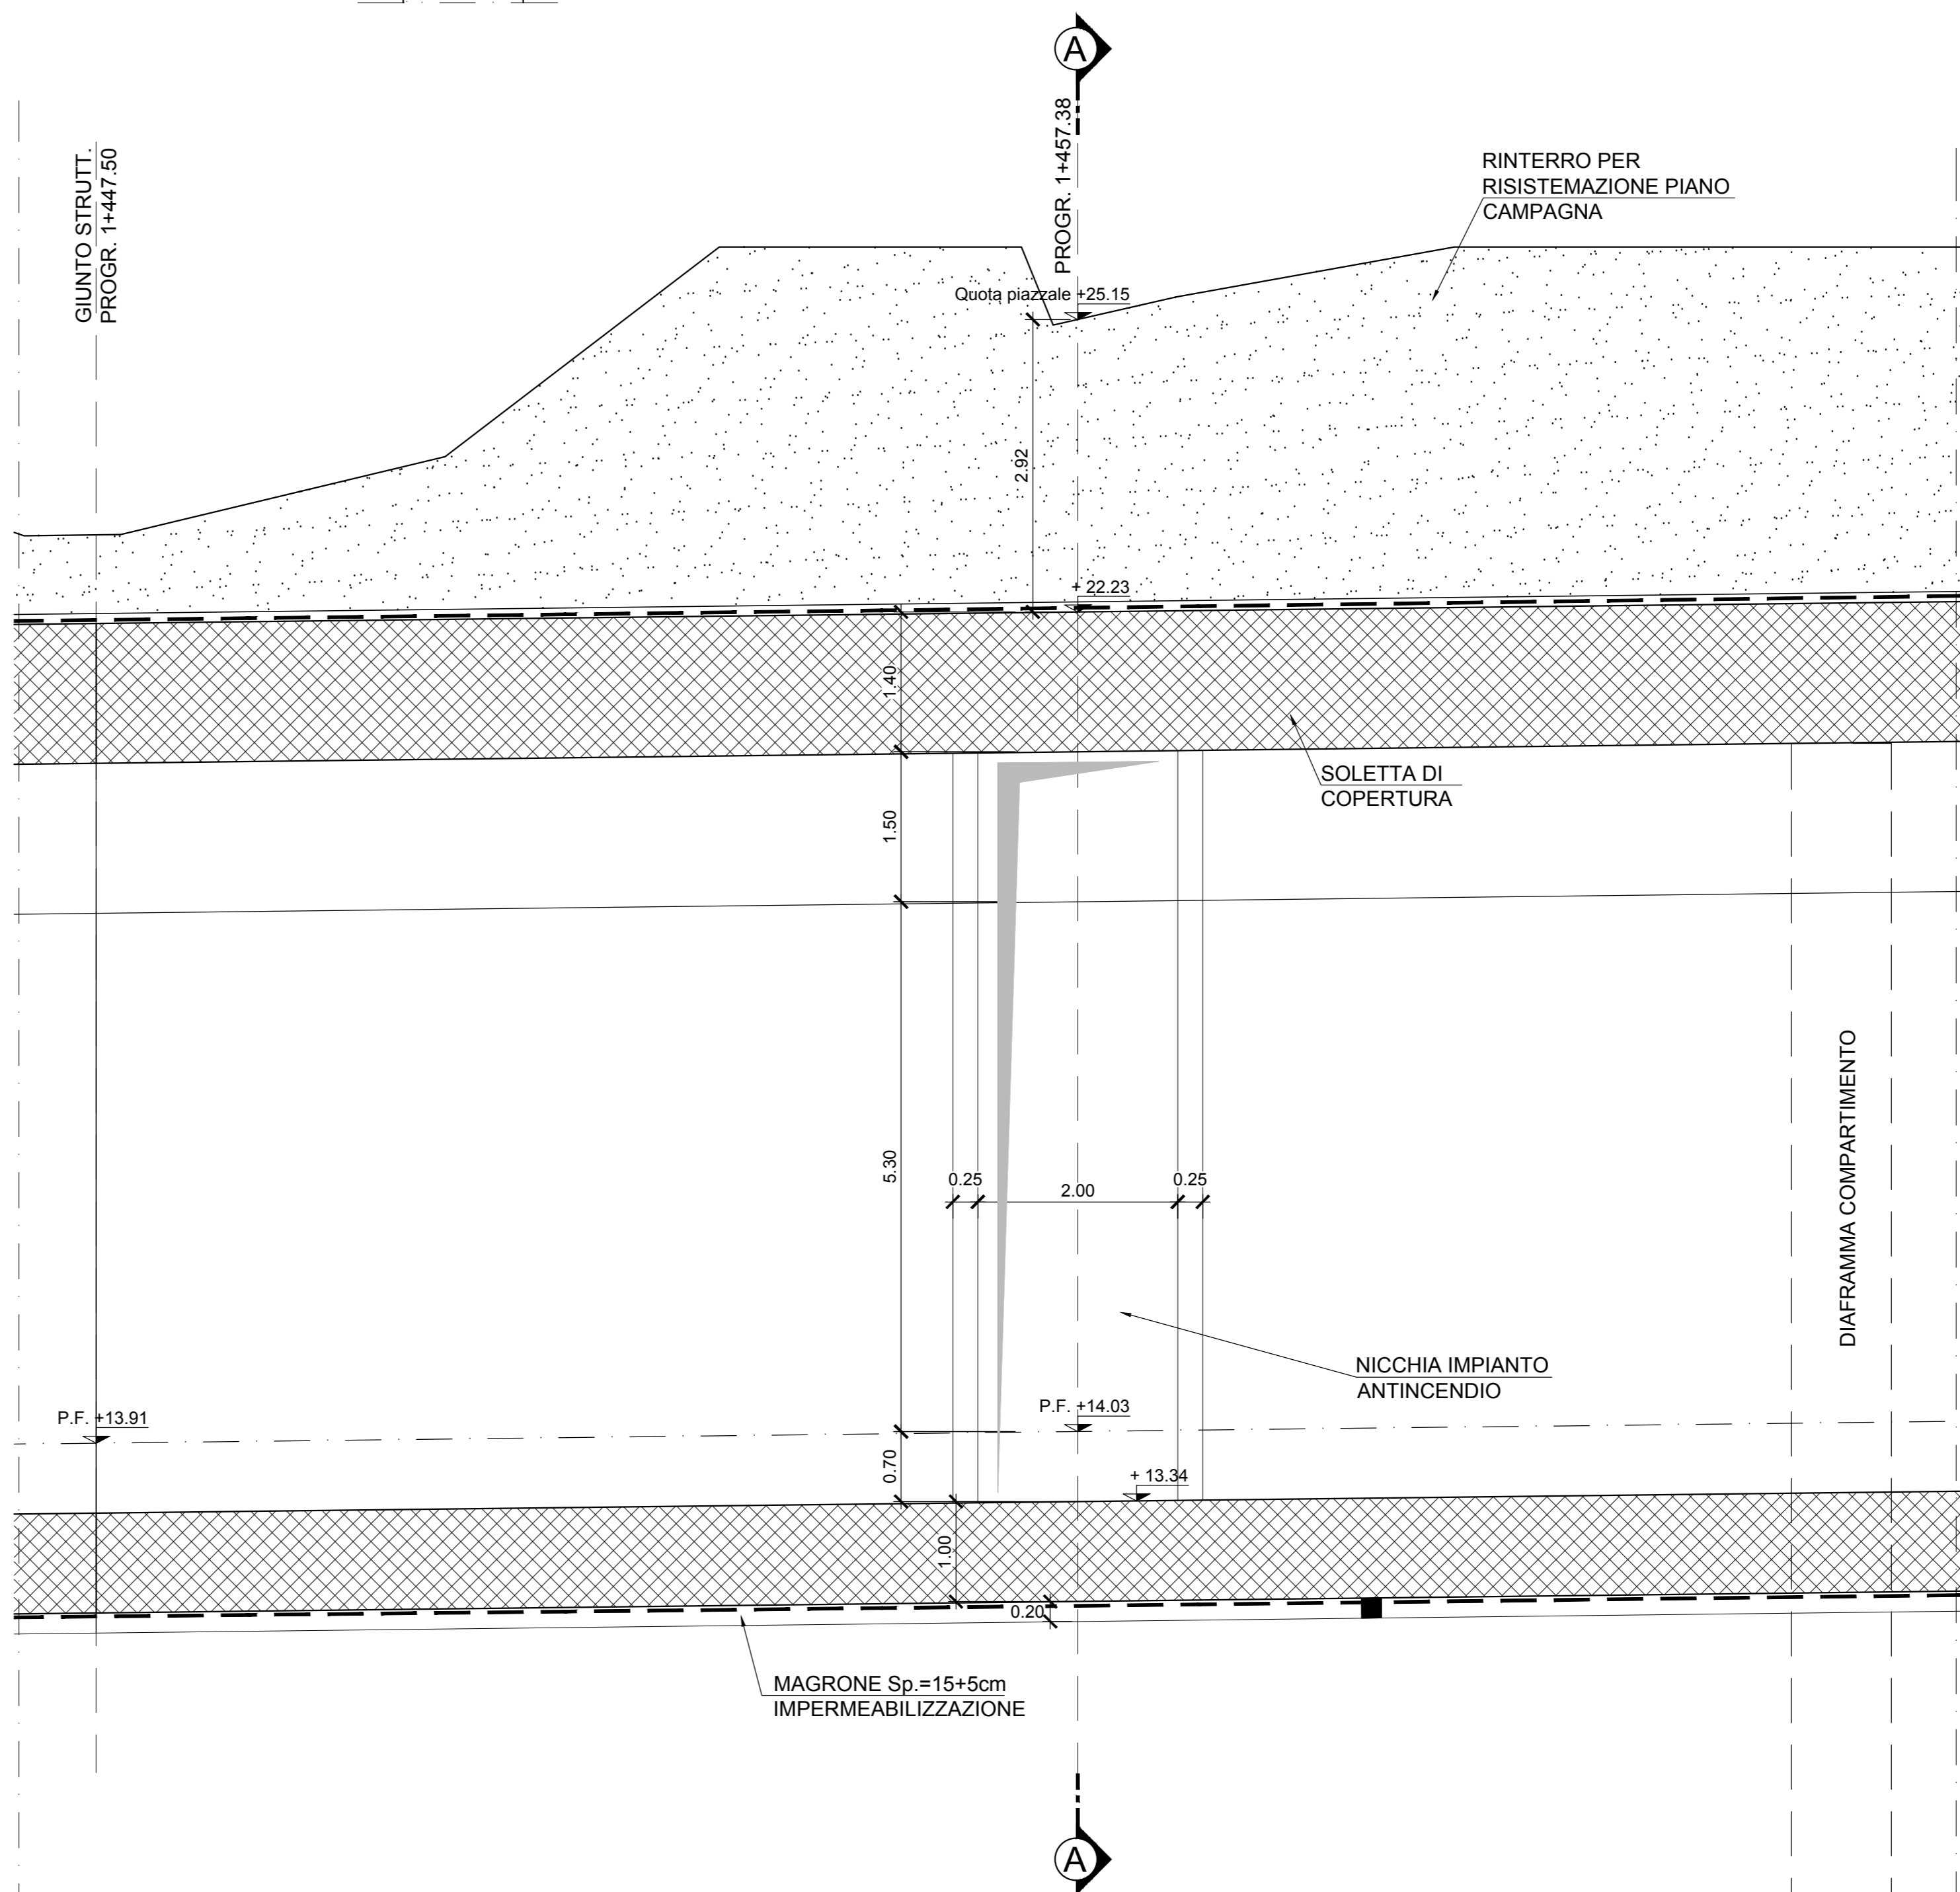 A
GIUNTO STRUTT.
PROGR. 1+447.50
PROGR. 1+457.38
RINTERRO PER
RISISTEMAZIONE PIANO
CAMPAGNA
Quota piazzale +25.15
2.92
+ 22.23
1.40
SOLETTA DI
COPERTURA
1.50
5.30
0.25
2.00
0.25
DIAFRAMMA COMPARTIMENTO
NICCHIA IMPIANTO
ANTINCENDIO
P.F. +13.91
P.F. +14.03
0.70
+ 13.34
1.00
0.20
MAGRONE Sp.=15+5cm
IMPERMEABILIZZAZIONE
A